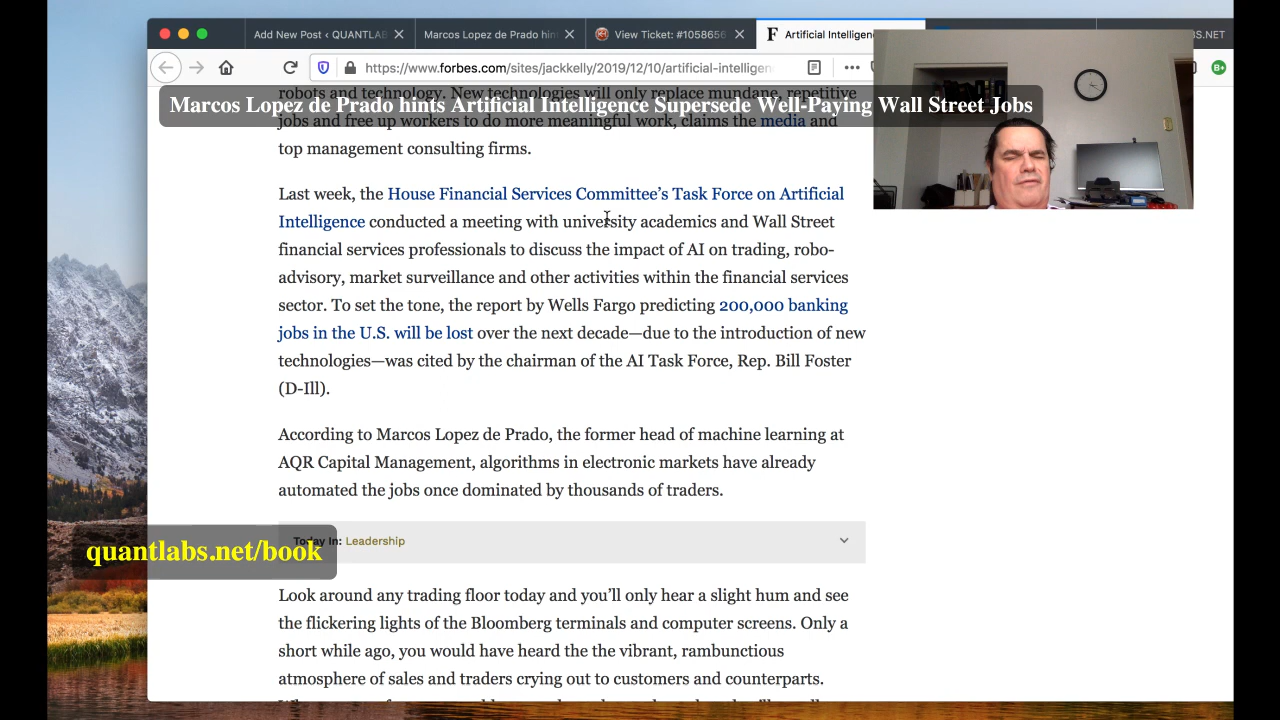 Add New Post ‹ QUANTLAB
Marcos Lopez de Prado hin
View Ticket: #1058656
F Artificial Intelligenc
S.NET
https://www.forbes.com/sites/jackkelly/2019/12/10/artificial-intelligen
B+
robots and technology. New technologies will only replace mundane, repetitive
Marcos Lopez de Prado hints Artificial Intelligence Supersede Well-Paying Wall Street Jobs
jobs and free up workers to do more meaningful work, claims the media and
top management consulting firms.
Last week, the House Financial Services Committee’s Task Force on Artificial
Intelligence conducted a meeting with university academics and Wall Street
financial services professionals to discuss the impact of AI on trading, robo-
advisory, market surveillance and other activities within the financial services
sector. To set the tone, the report by Wells Fargo predicting 200,000 banking
jobs in the U.S. will be lost over the next decade—due to the introduction of new
technologies—was cited by the chairman of the AI Task Force, Rep. Bill Foster
(D-Ill).
According to Marcos Lopez de Prado, the former head of machine learning at
AQR Capital Management, algorithms in electronic markets have already
automated the jobs once dominated by thousands of traders.
Today In: Leadership
quantlabs.net/book
Look around any trading floor today and you’ll only hear a slight hum and see
the flickering lights of the Bloomberg terminals and computer screens. Only a
short while ago, you would have heard the the vibrant, rambunctious
atmosphere of sales and traders crying out to customers and counterparts.